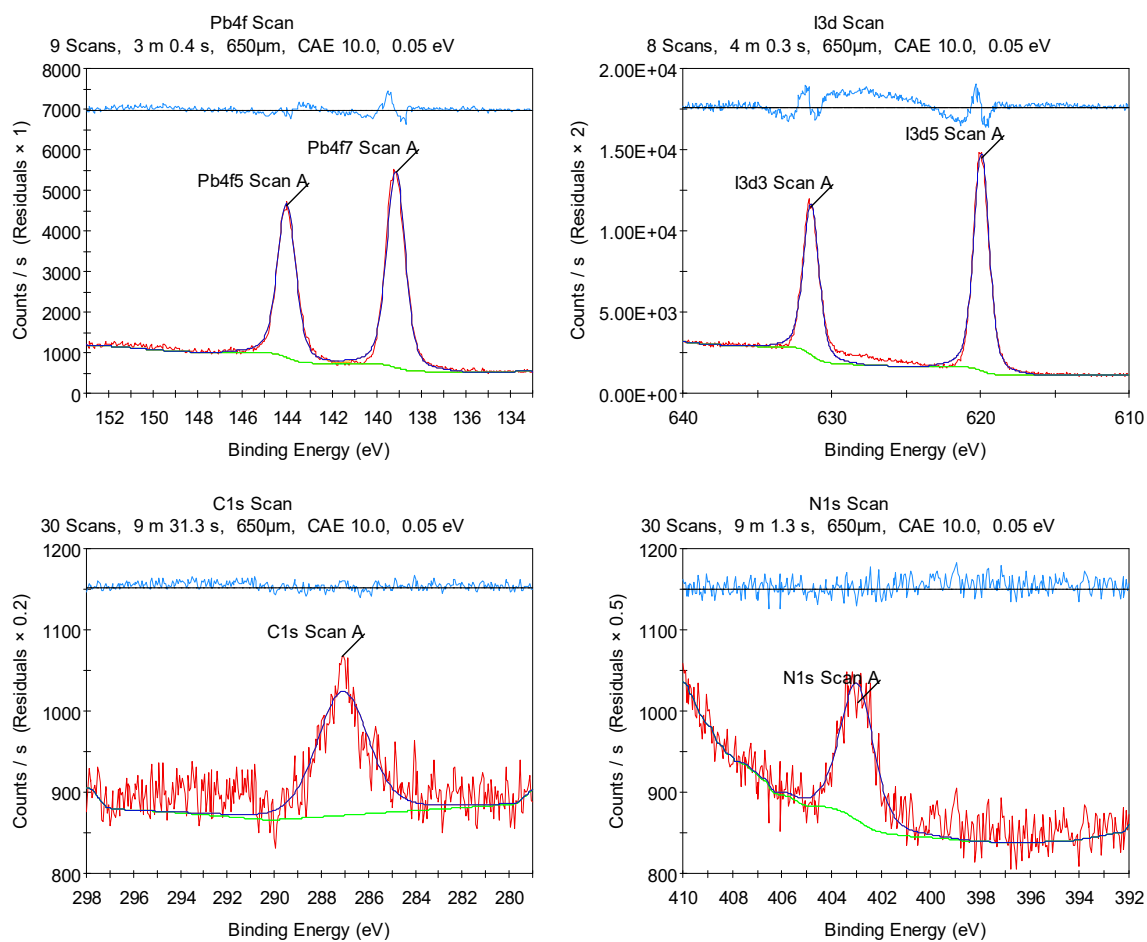 Pb4f Scan
9 Scans, 3 m 0.4 s, 650µm, CAE 10.0, 0.05 eV
8000
7000
6000
5000
4000
3000
2000
1000
0
Counts / s (Residuals × 1)
Pb4f7 Scan A
Pb4f5 Scan A
152 150 148 146 144 142 140 138 136 134
Binding Energy (eV)
I3d Scan
8 Scans, 4 m 0.3 s, 650µm, CAE 10.0, 0.05 eV
2.00E+04
1.50E+04
1.00E+04
5.00E+03
0.00E+00
Counts / s (Residuals × 2)
I3d5 Scan A
I3d3 Scan A
640 630 620 610
Binding Energy (eV)
C1s Scan
30 Scans, 9 m 31.3 s, 650µm, CAE 10.0, 0.05 eV
1200
1100
1000
900
800
Counts / s (Residuals × 0.2)
C1s Scan A
298 296 294 292 290 288 286 284 282 280
Binding Energy (eV)
N1s Scan
30 Scans, 9 m 1.3 s, 650µm, CAE 10.0, 0.05 eV
1200
1100
1000
900
800
Counts / s (Residuals × 0.5)
N1s Scan A
410 408 406 404 402 400 398 396 394 392
Binding Energy (eV)